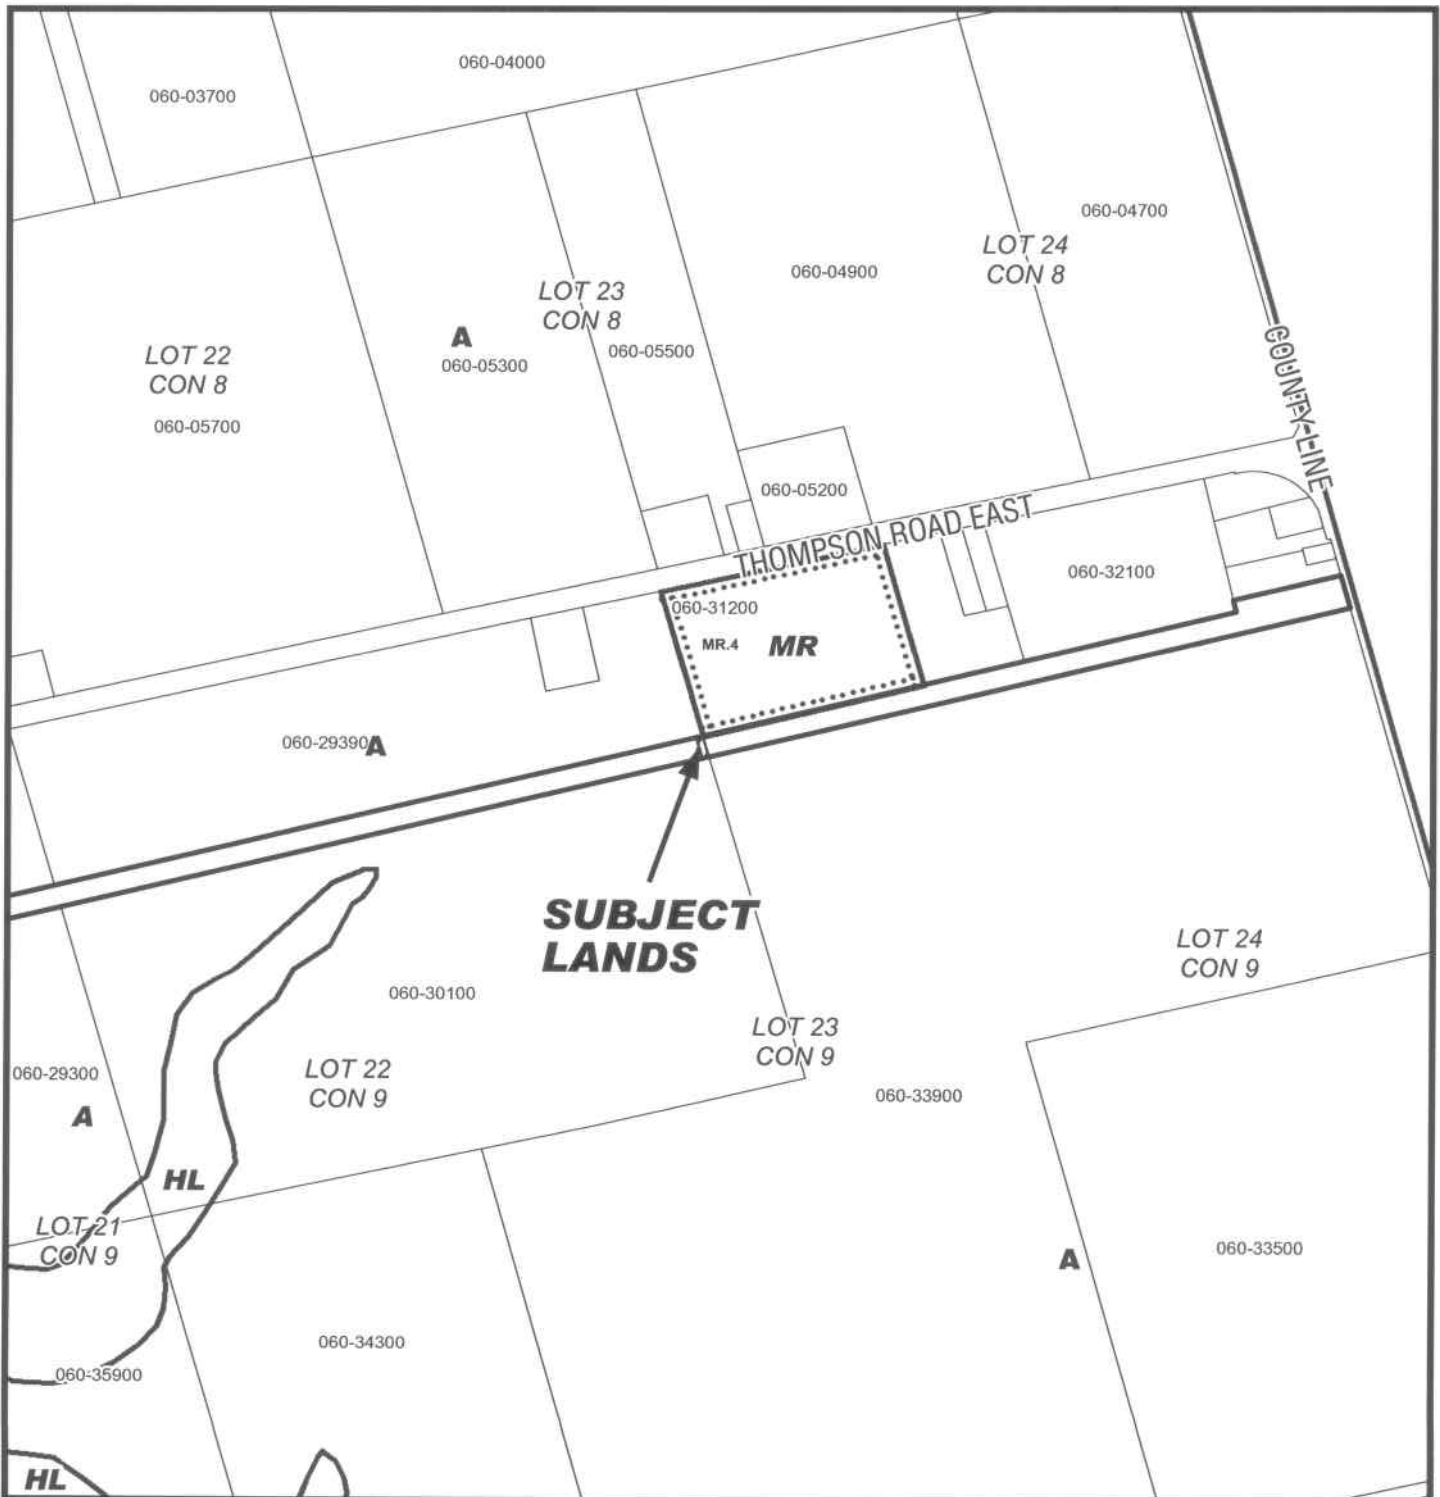 060-04000
060-03700
060-04700
LOT 24
CON 8
060-04900
LOT 23
CON 8
A
060-05300
060-05500
LOT 22
CON 8
060-05700
COUNTY LINE
060-05200
THOMPSON ROAD EAST
060-32100
060-31200
MR.4
MR
060-29390
A
SUBJECT
LANDS
LOT 24
CON 9
060-30100
LOT 23
CON 9
LOT 22
CON 9
060-29300
A
060-33900
HL
LOT 21
CON 9
A
060-33500
060-34300
060-35900
HL